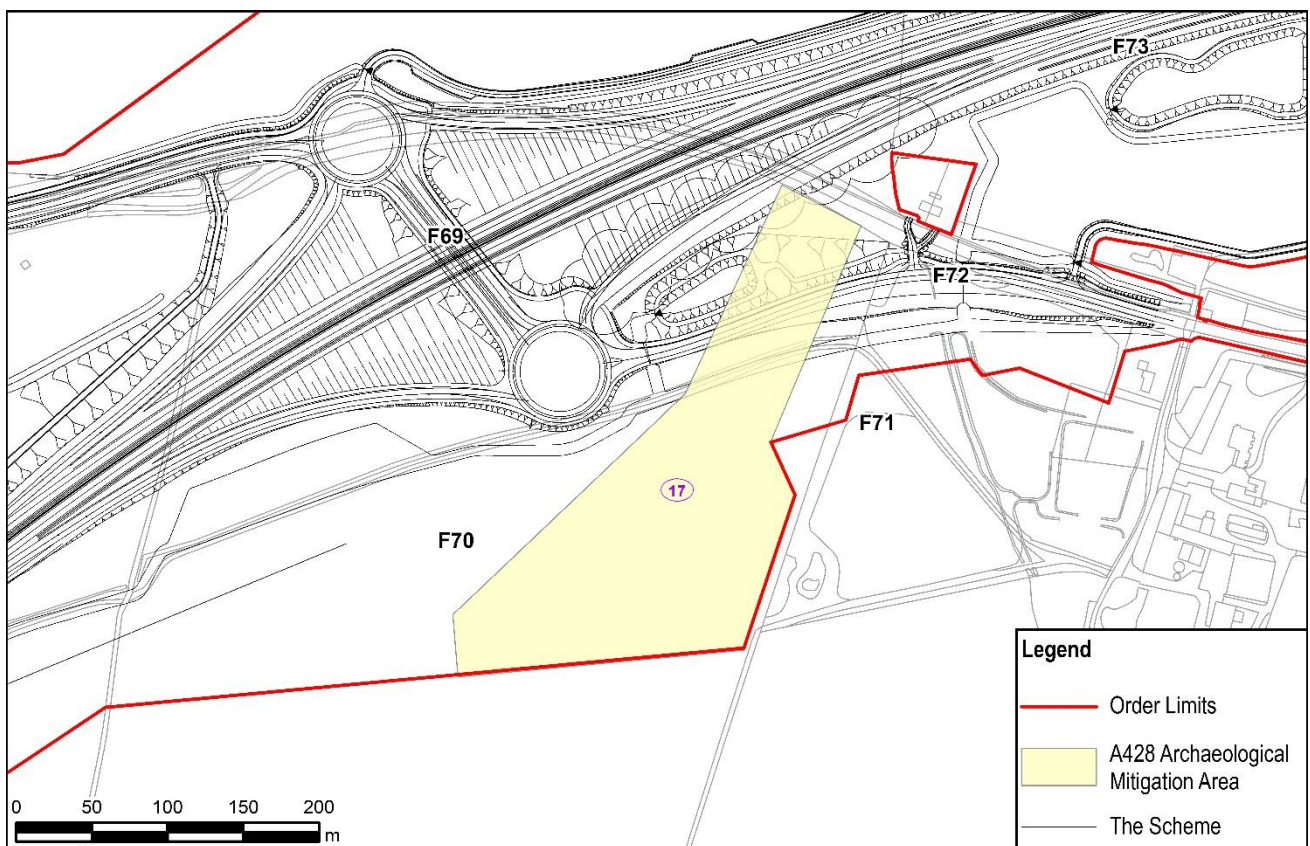 F73
F69
F72
F71
17
F70
Legend
Order Limits
A428 Archaeological
Mitigation Area
The Scheme
0 50 100 150 200
m